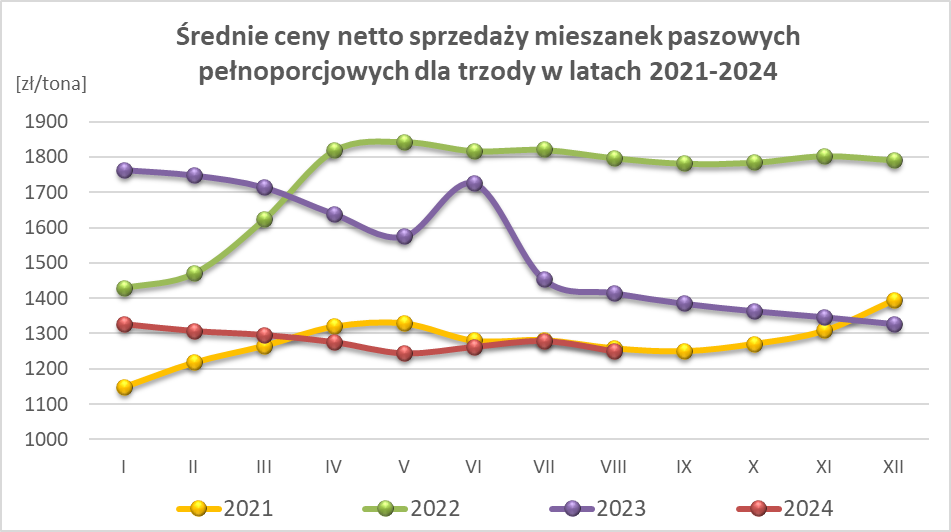 Średnie ceny netto sprzedaży mieszanek paszowych
pełnoporcjowych dla trzody w latach 2021-2024
[zł/tona]
1900
1800
1700
1600
1500
1400
1300
1200
1100
1000
I II III IV V VI VII VIII IX X XI XII
2021 2022 2023 2024